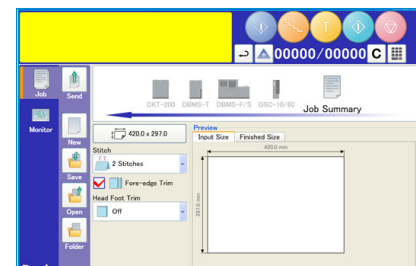 T
00000/00000 C
Job
Send
DKT-200 DBMS-T DBMS-F/S DSC-10/60 Job Summary
Monitor
New
420.0 x 297.0
Preview
Input Size Finished Size
Stitch
2 Stitches
420.0 mm
Save
Fore-edge Trim
Head Foot Trim
297.0 mm
Open
Off
Folder